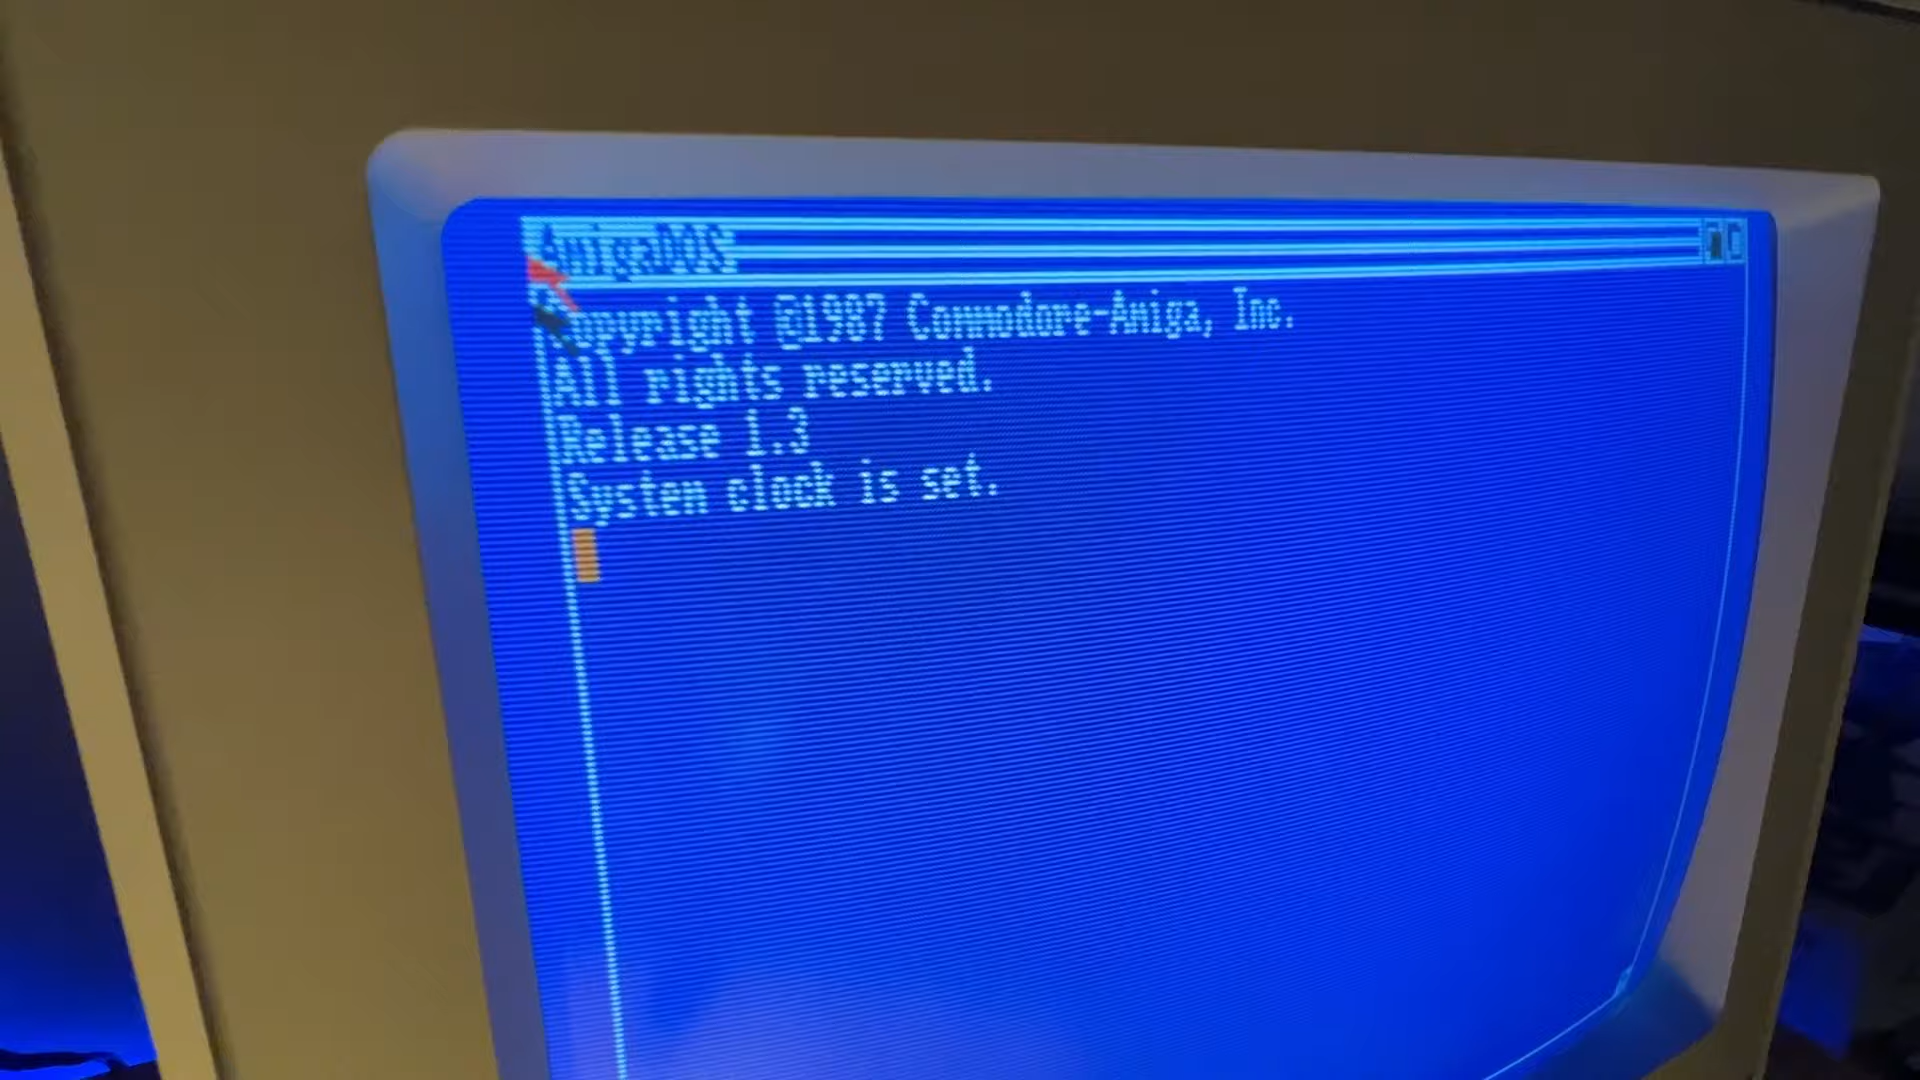 AmigaDOS
Copyright ©1987 Commodore-Amiga, Inc.
All rights reserved.
Release 1.3
System clock is set.